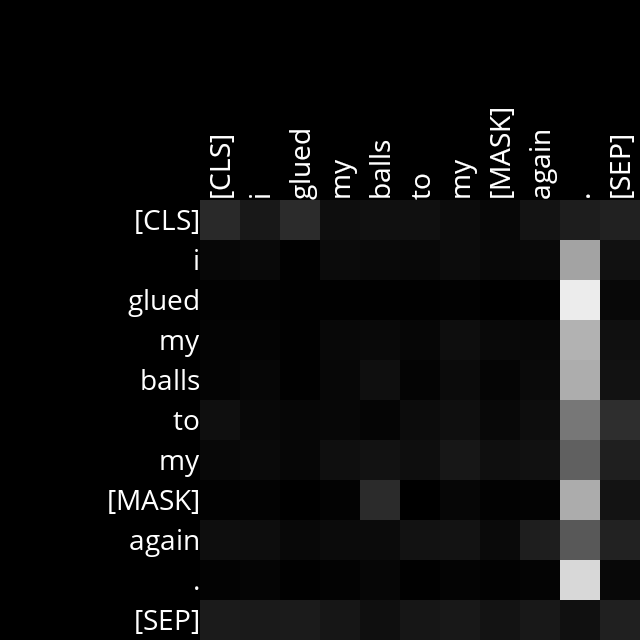 [CLS] i glued my balls to my [MASK] again . [SEP]
[CLS]
i
glued
my
balls
to
my
[MASK]
again
.
[SEP]